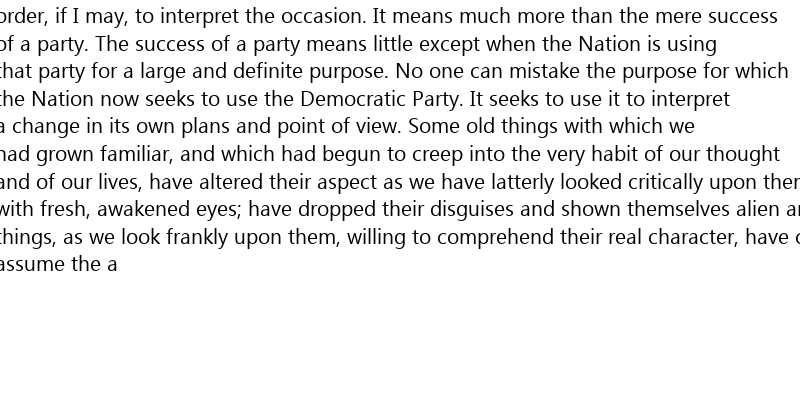 order, if I may, to interpret the occasion. It means much more than the mere success
of a party. The success of a party means little except when the Nation is using
that party for a large and definite purpose. No one can mistake the purpose for which
the Nation now seeks to use the Democratic Party. It seeks to use it to interpret
a change in its own plans and point of view. Some old things with which we
had grown familiar, and which had begun to creep into the very habit of our thought
and of our lives, have altered their aspect as we have latterly looked critically upon
with fresh, awakened eyes; have dropped their disguises and shown themselves alien
things, as we look frankly upon them, willing to comprehend their real character, have
assume the a